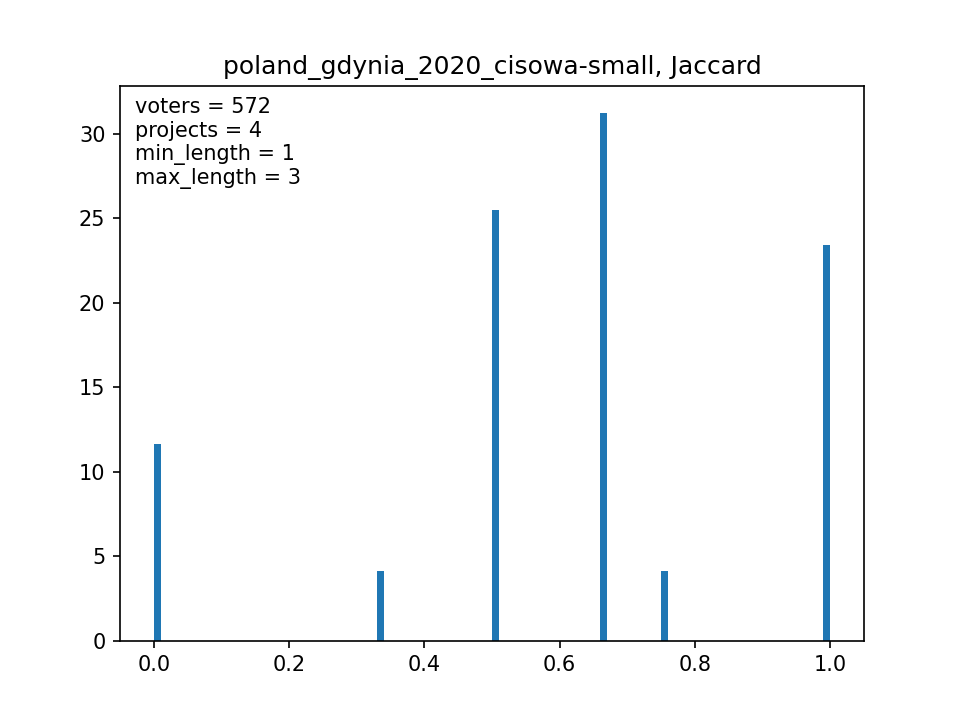 poland_gdynia_2020_cisowa-small, Jaccard
voters = 572
projects = 4
min_length = 1
max_length = 3
30
25
20
15
10
5
0
0.0 0.2 0.4 0.6 0.8 1.0